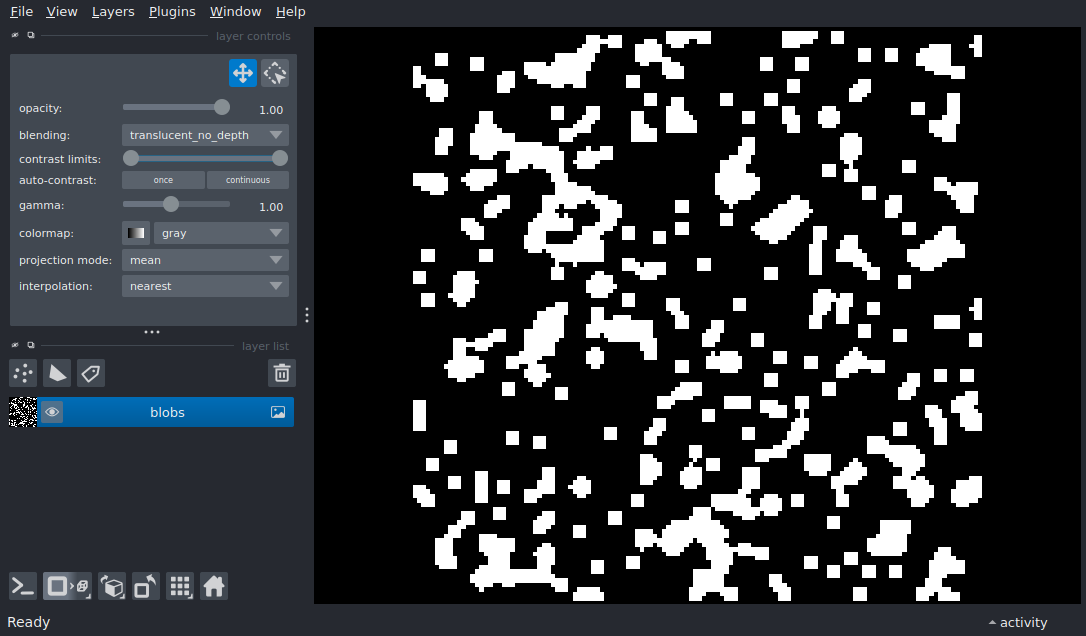 File View Layers Plugins Window Help
layer controls
opacity: 1.00
blending: translucent_no_depth
contrast limits:
auto-contrast: once continuous
gamma: 1.00
colormap: gray
projection mode: mean
interpolation: nearest
layer list
blobs
Ready activity